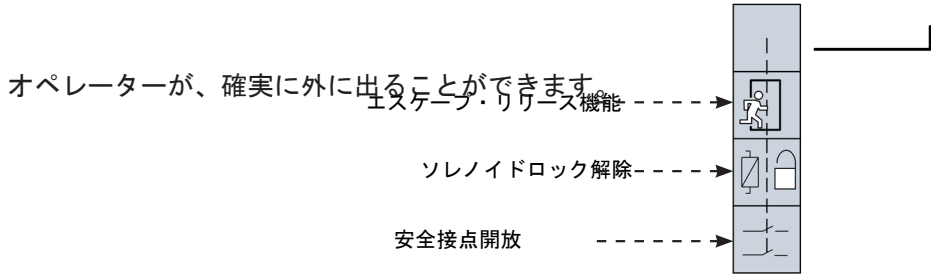 オペレーターが、確実に外に出ることができます。
エスケープ・リリース機能
ソレノイドロック解除
安全接点開放